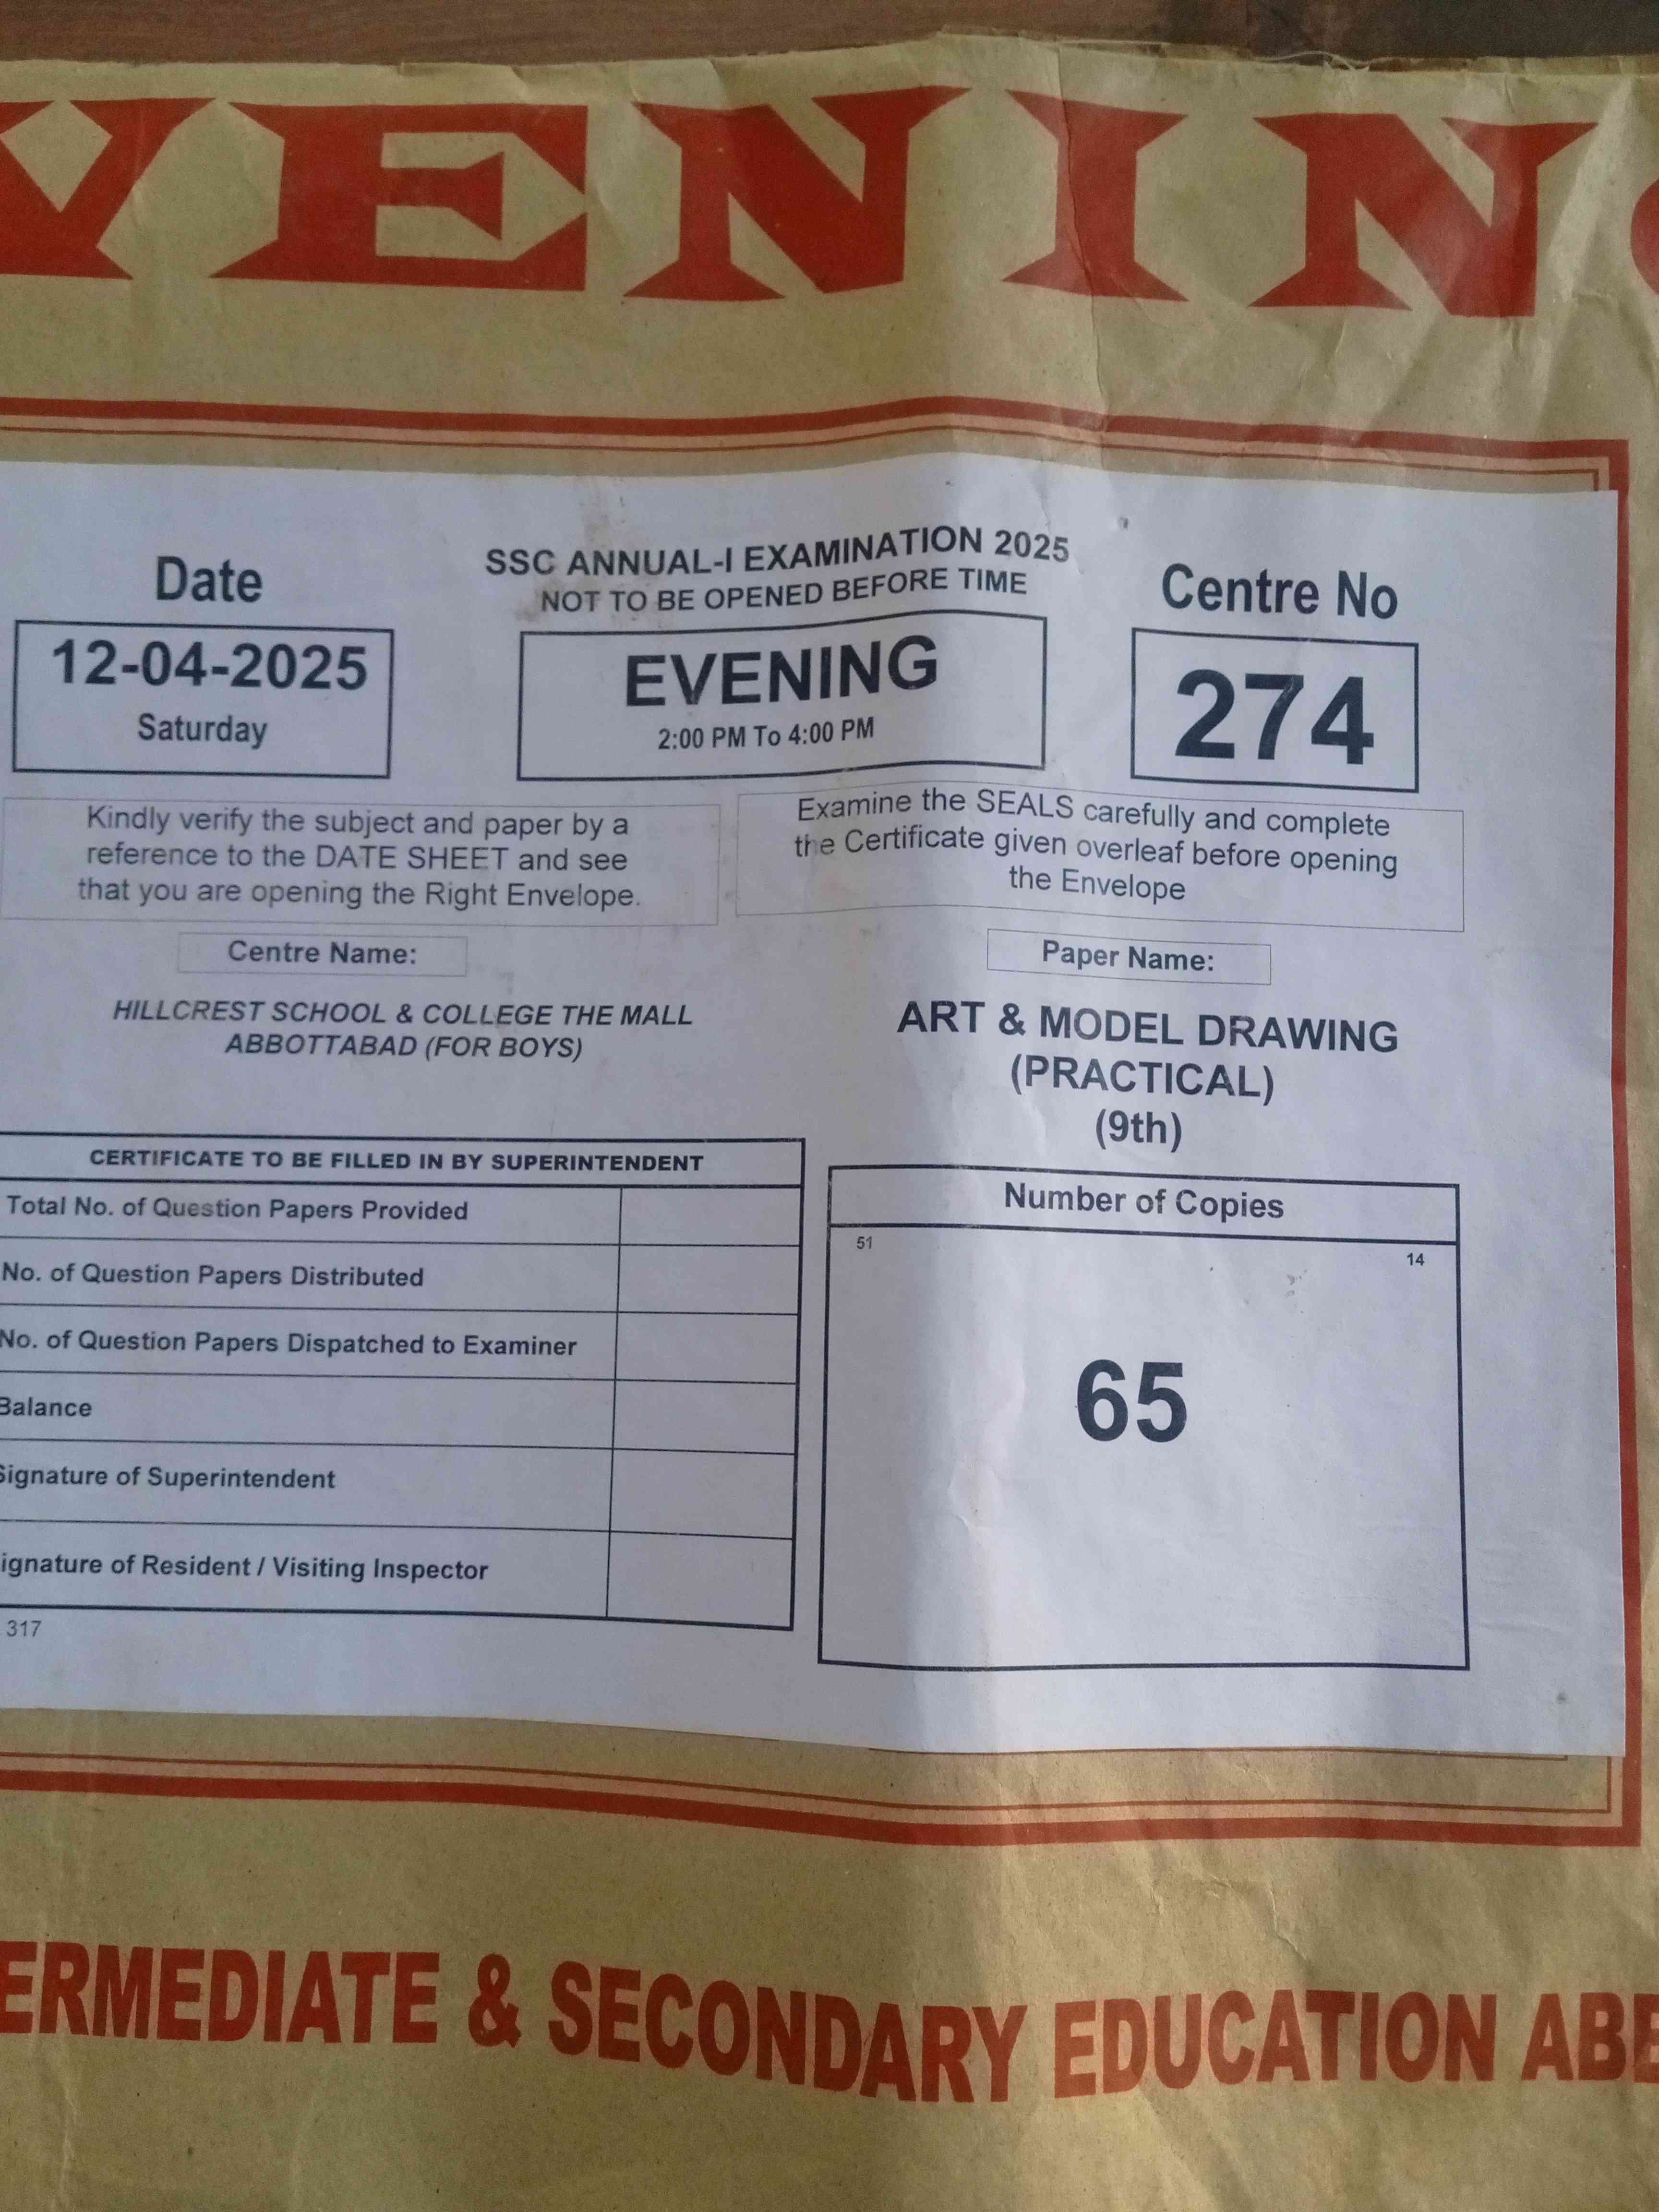 VENING
SSC ANNUAL-I EXAMINATION 2025
NOT TO BE OPENED BEFORE TIME
Date
12-04-2025
Saturday
EVENING
2:00 PM To 4:00 PM
Centre No
274
Kindly verify the subject and paper by a
reference to the DATE SHEET and see
that you are opening the Right Envelope.
Examine the SEALS carefully and complete
the Certificate given overleaf before opening
the Envelope
Centre Name:
HILLCREST SCHOOL & COLLEGE THE MALL
ABBOTTABAD (FOR BOYS)
Paper Name:
ART & MODEL DRAWING
(PRACTICAL)
(9th)
CERTIFICATE TO BE FILLED IN BY SUPERINTENDENT
Total No. of Question Papers Provided
No. of Question Papers Distributed
No. of Question Papers Dispatched to Examiner
Balance
Signature of Superintendent
ignature of Resident / Visiting Inspector
317
Number of Copies
51
14
65
ERMEDIATE & SECONDARY EDUCATION ABB